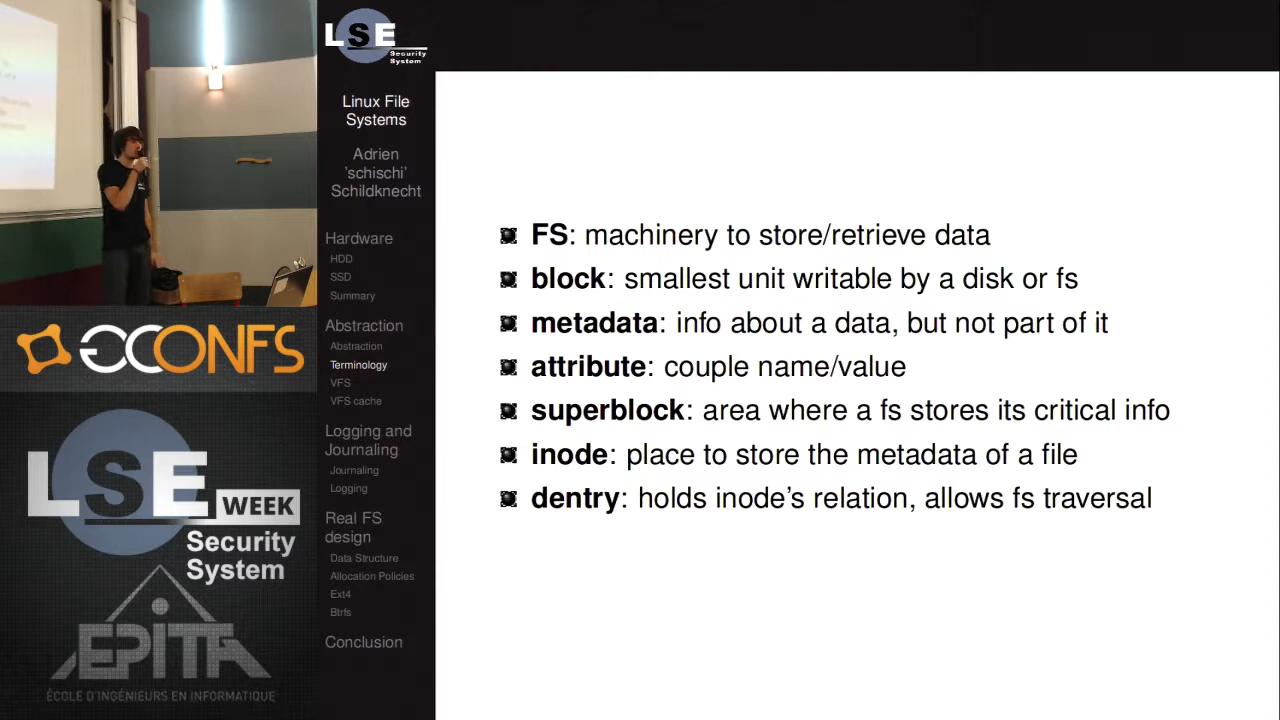 LSE
Security
System
Linux File
Systems
Adrien
'schischi'
Schildknecht
Hardware
HDD
SSD
Summary
Abstraction
Abstraction
Terminology
VFS
VFS cache
Logging and
Journaling
Journaling
Logging
Real FS
design
Data Structure
Allocation Policies
Ext4
Btrfs
Conclusion
FS: machinery to store/retrieve data
block: smallest unit writable by a disk or fs
metadata: info about a data, but not part of it
attribute: couple name/value
superblock: area where a fs stores its critical info
inode: place to store the metadata of a file
dentry: holds inode's relation, allows fs traversal
GCONFS
LSE WEEK
Security
System
EPITA
ÉCOLE D'INGÉNIEURS EN INFORMATIQUE